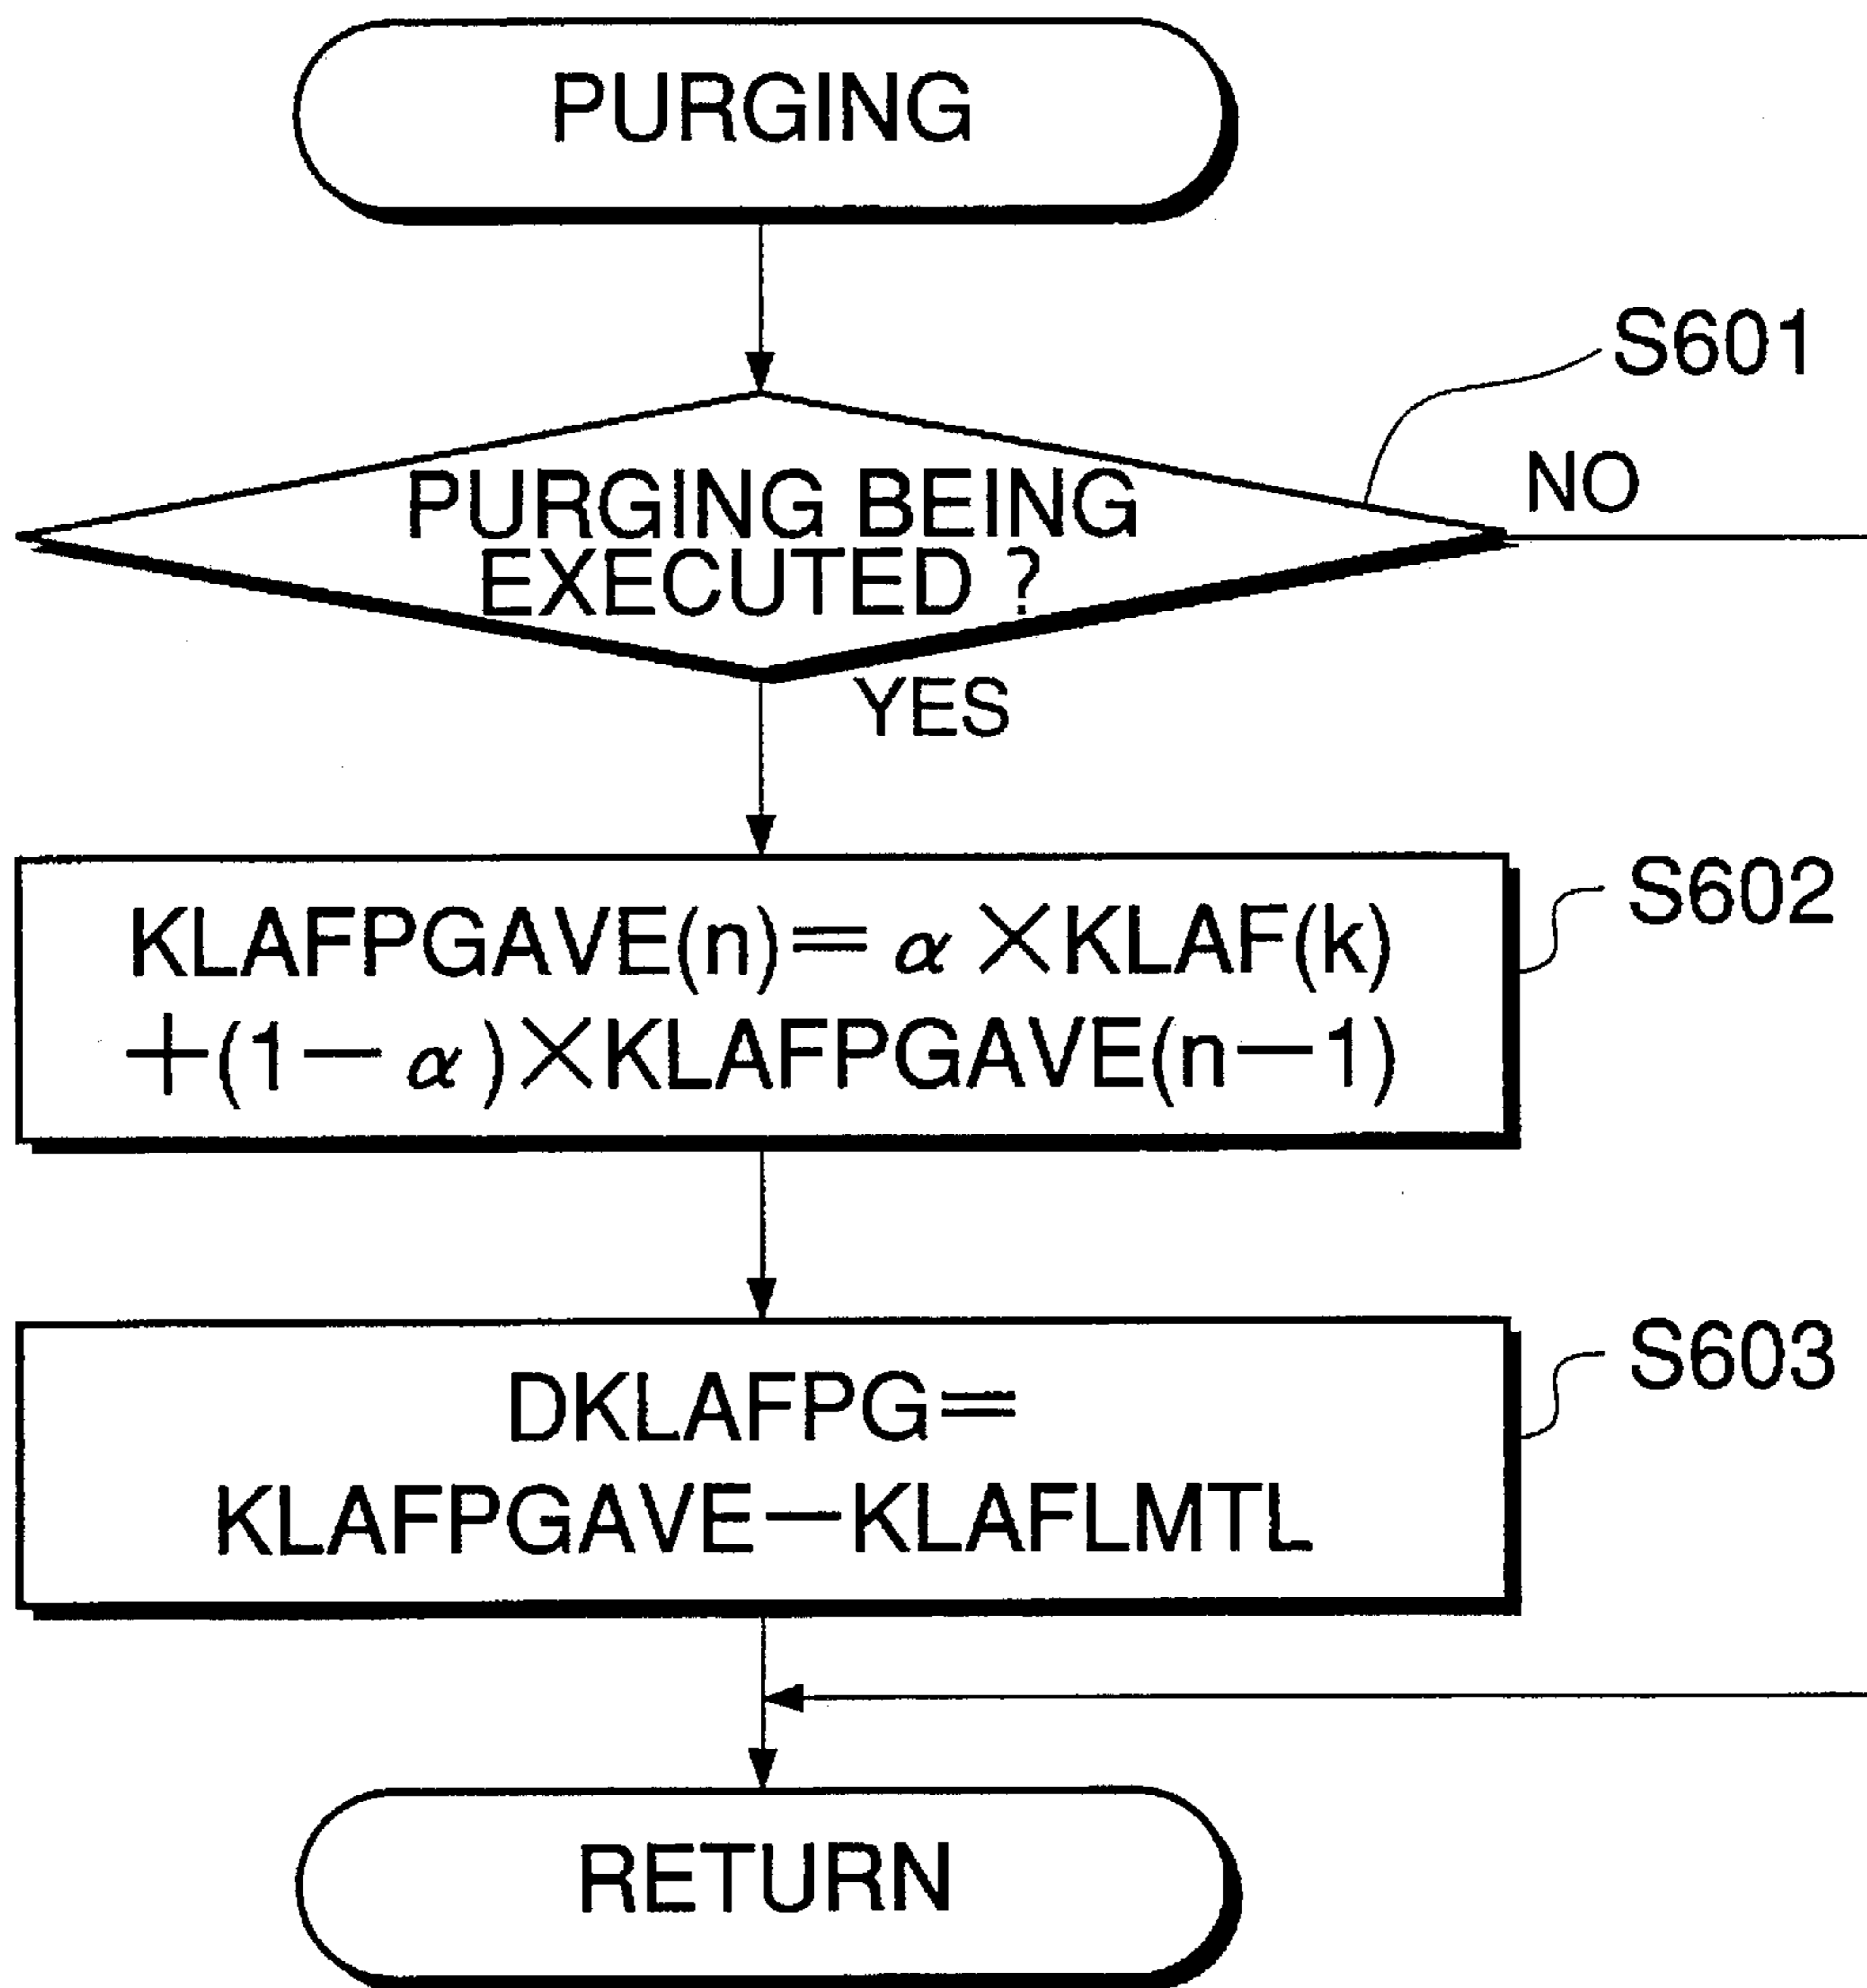 PURGING
S601
NO
PURGING BEING
EXECUTED ?
YES
S602
KLAFPGAVE(n)= α ×KLAF(k)
+(1− α )×KLAFPGAVE(n−1)
S603
DKLAFPG=
KLAFPGAVE−KLAFLMTL
RETURN